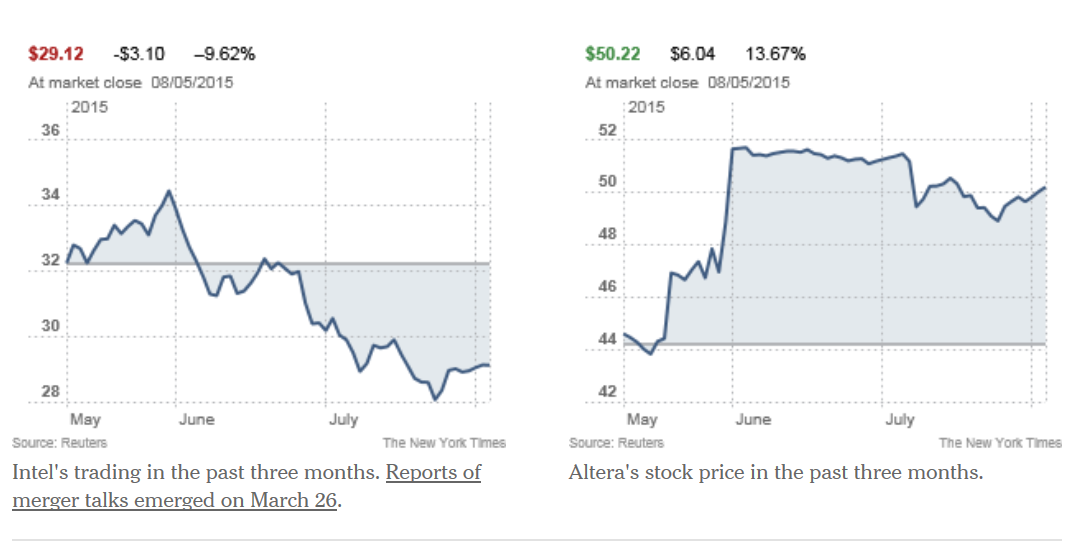 $29.12 -$3.10 –9.62%
At market close 08/05/2015
2015
36
34
32
30
28
May June July
Source: Reuters The New York Times
Intel's trading in the past three months. Reports of
merger talks emerged on March 26.
$50.22 $6.04 13.67%
At market close 08/05/2015
2015
52
50
48
46
44
42
May June July
Source: Reuters The New York Times
Altera's stock price in the past three months.